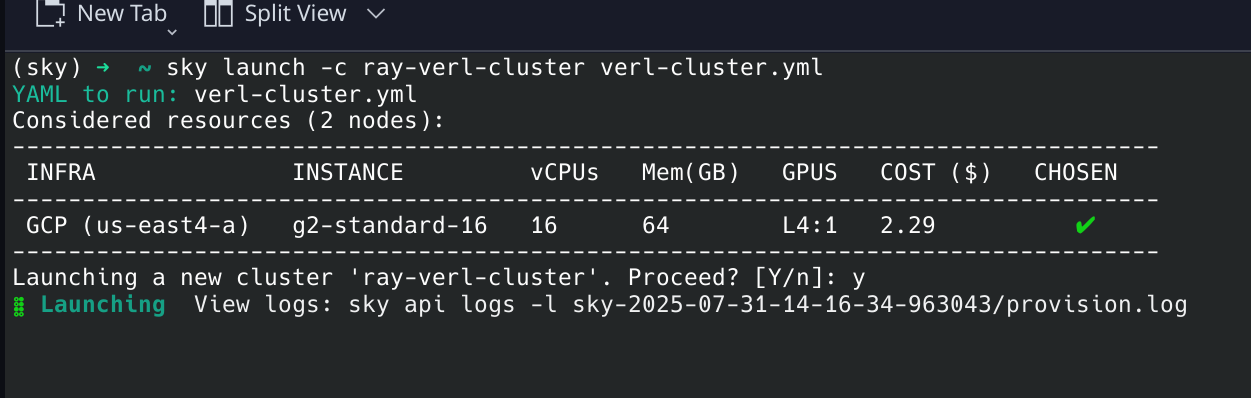 New Tab Split View
(sky) ➜ ~ sky launch -c ray-verl-cluster verl-cluster.yml
YAML to run: verl-cluster.yml
Considered resources (2 nodes):
----------------------------------------------------------------------------------
INFRA INSTANCE vCPUs Mem(GB) GPUS COST ($) CHOSEN
----------------------------------------------------------------------------------
GCP (us-east4-a) g2-standard-16 16 64 L4:1 2.29 ✔
----------------------------------------------------------------------------------
Launching a new cluster 'ray-verl-cluster'. Proceed? [Y/n]: y
⣿ Launching View logs: sky api logs -l sky-2025-07-31-14-16-34-963043/provision.log